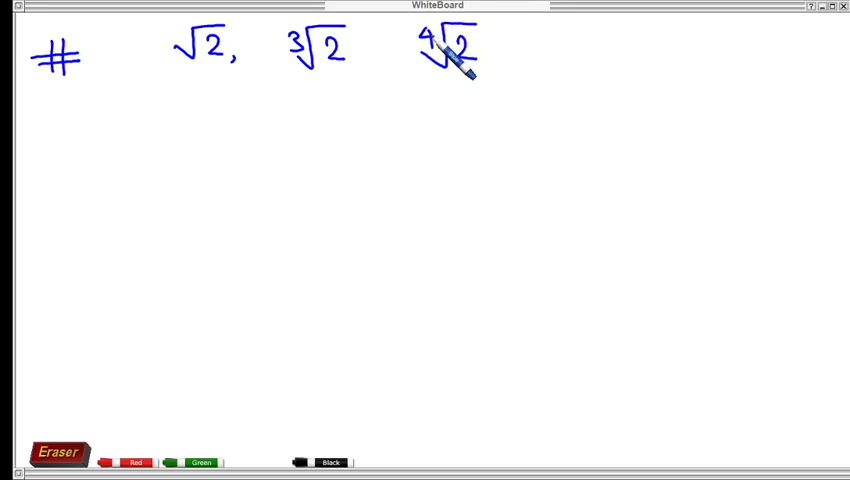 WhiteBoard
# √2, ∛2 ∜2
Eraser Red Green Black